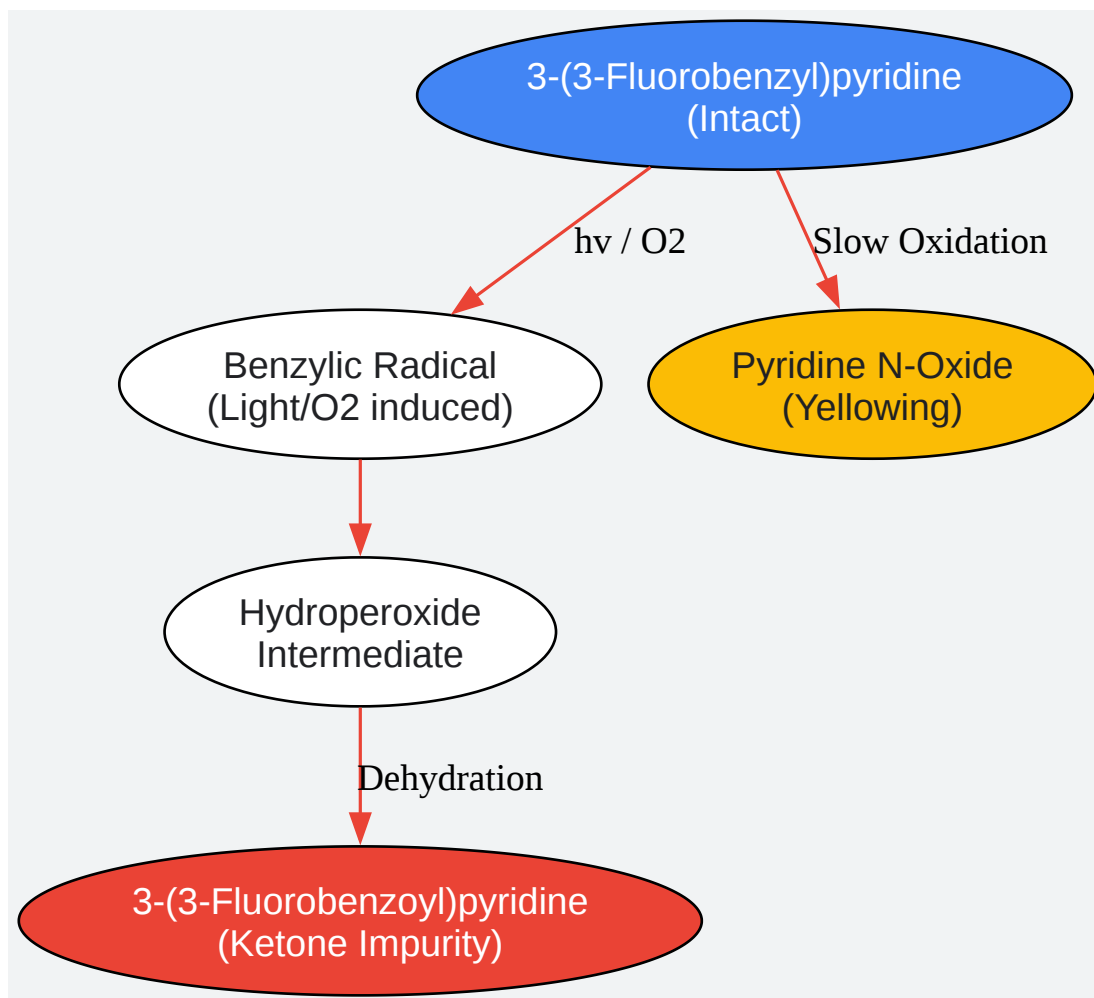 3-(3-Fluorobenzyl)pyridine
(Intact)
hv / O2
Slow Oxidation
Benzylic Radical
(Light/O2 induced)
Pyridine N-Oxide
(Yellowing)
Hydroperoxide
Intermediate
Dehydration
3-(3-Fluorobenzoyl)pyridine
(Ketone Impurity)